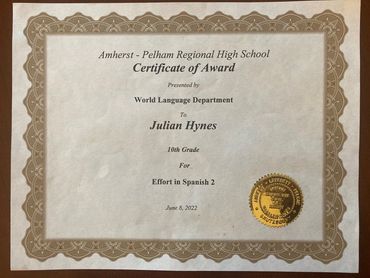 Amherst - Pelham Regional High School
Certificate of Award
Presented by
World Language Department
To
Julian Hynes
10th Grade
For
Effort in Spanish 2
June 8, 2022